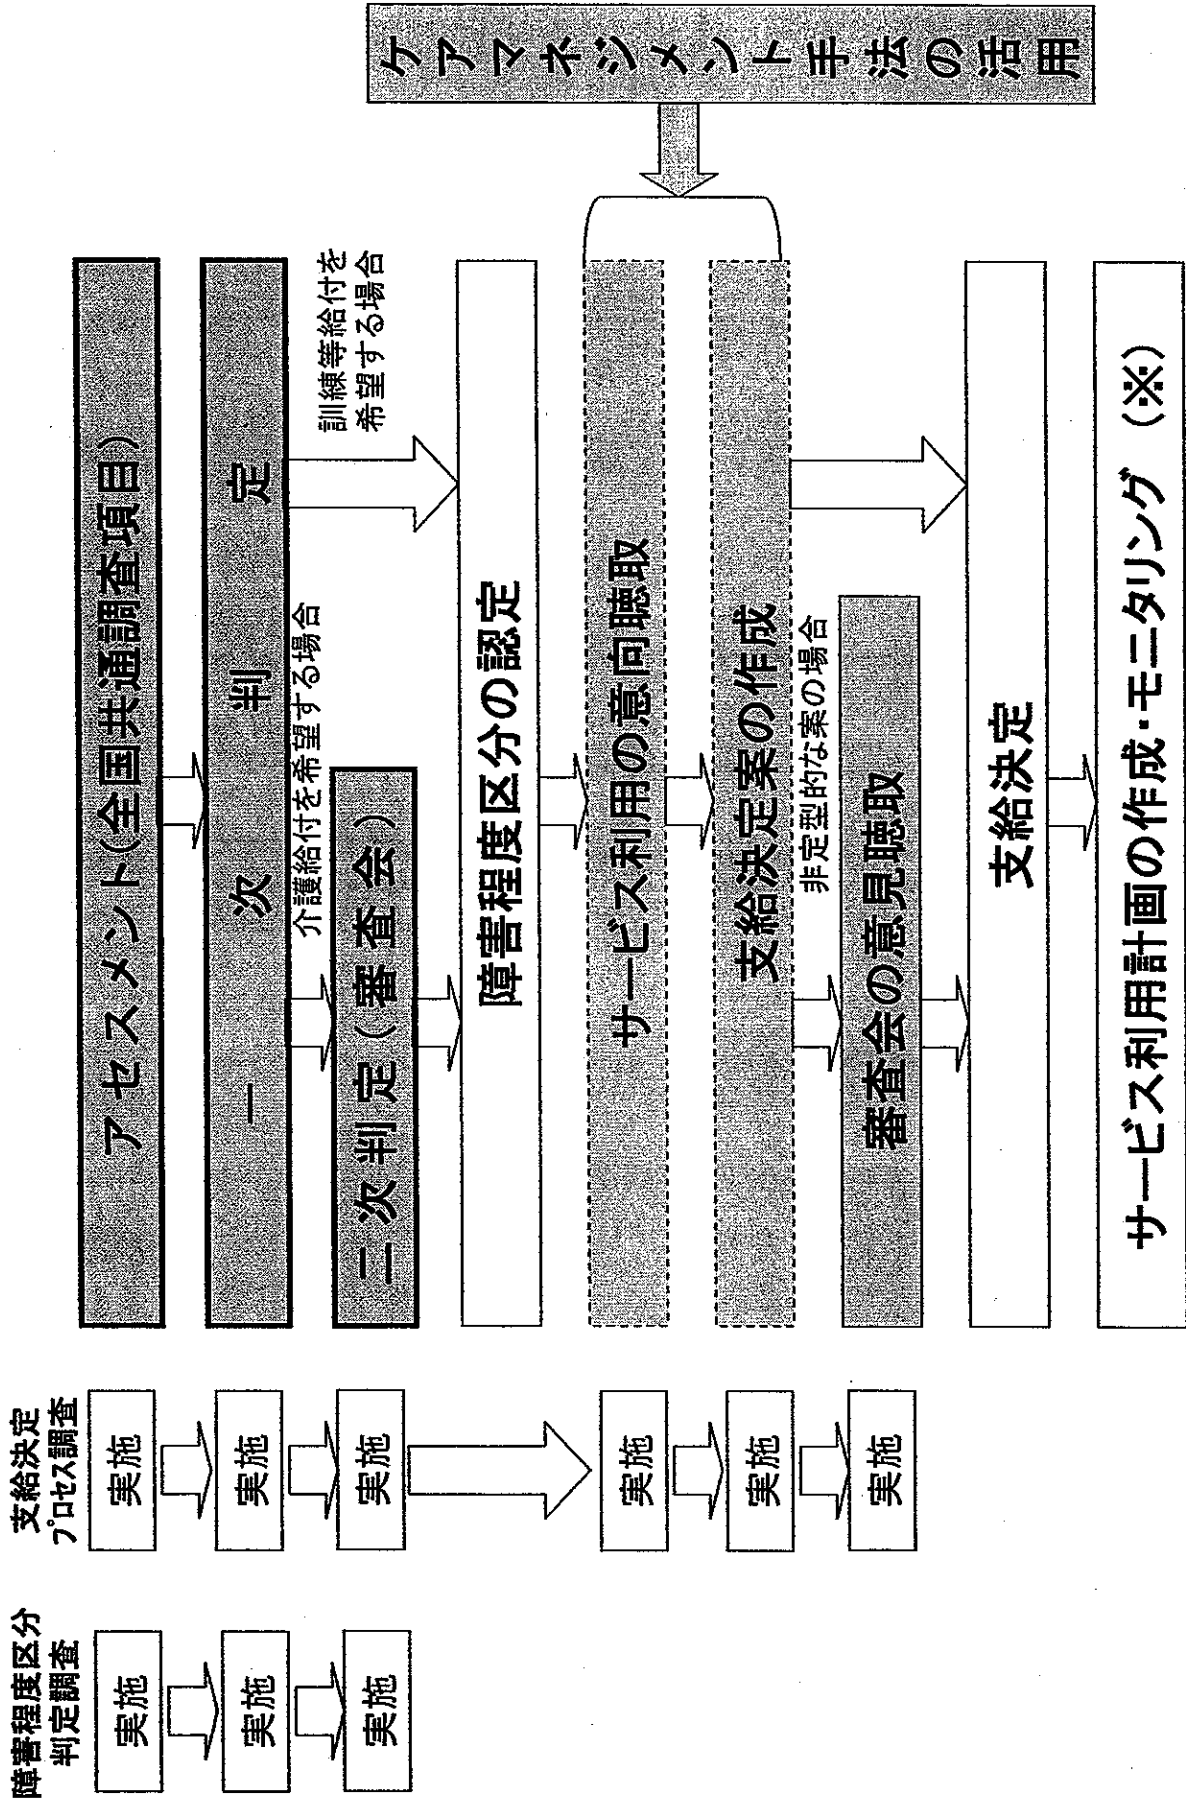 障害程度区分
判定調査
実施
実施
実施
支給決定
プロセス調査
実施
実施
実施
実施
実施
実施
アセスメント(全国共通調査項目)
一次判定
介護給付を希望する場合
訓練等給付を
希望する場合
二次判定(審査会)
障害程度区分の認定
サービス利用の意向聴取
支給決定案の作成
非定型的な案の場合
審査会の意見聴取
支給決定
サービス利用計画の作成・モニタリング (※)
ケアマネジメント手法の活用